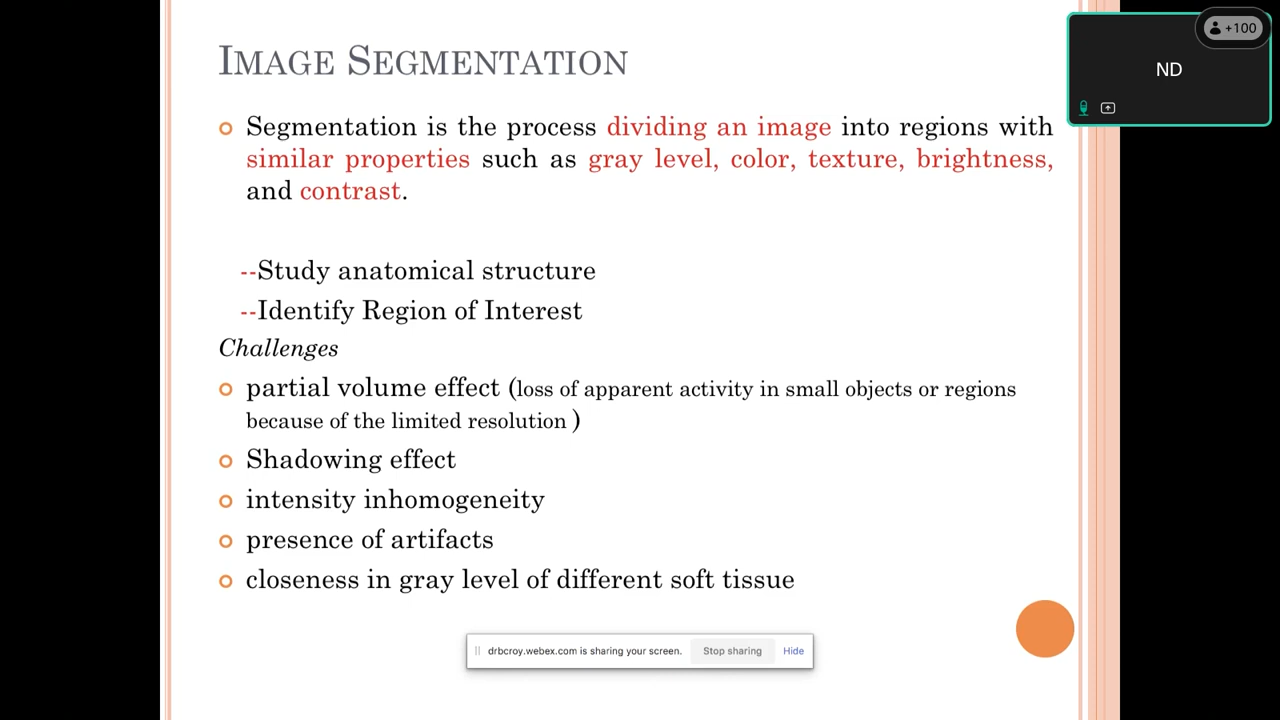 IMAGE SEGMENTATION
Segmentation is the process dividing an image into regions with
similar properties such as gray level, color, texture, brightness,
and contrast.
--Study anatomical structure
--Identify Region of Interest
Challenges
partial volume effect (loss of apparent activity in small objects or regions
because of the limited resolution )
Shadowing effect
intensity inhomogeneity
presence of artifacts
closeness in gray level of different soft tissue
+100
ND
drbcroy.webex.com is sharing your screen. Stop sharing Hide